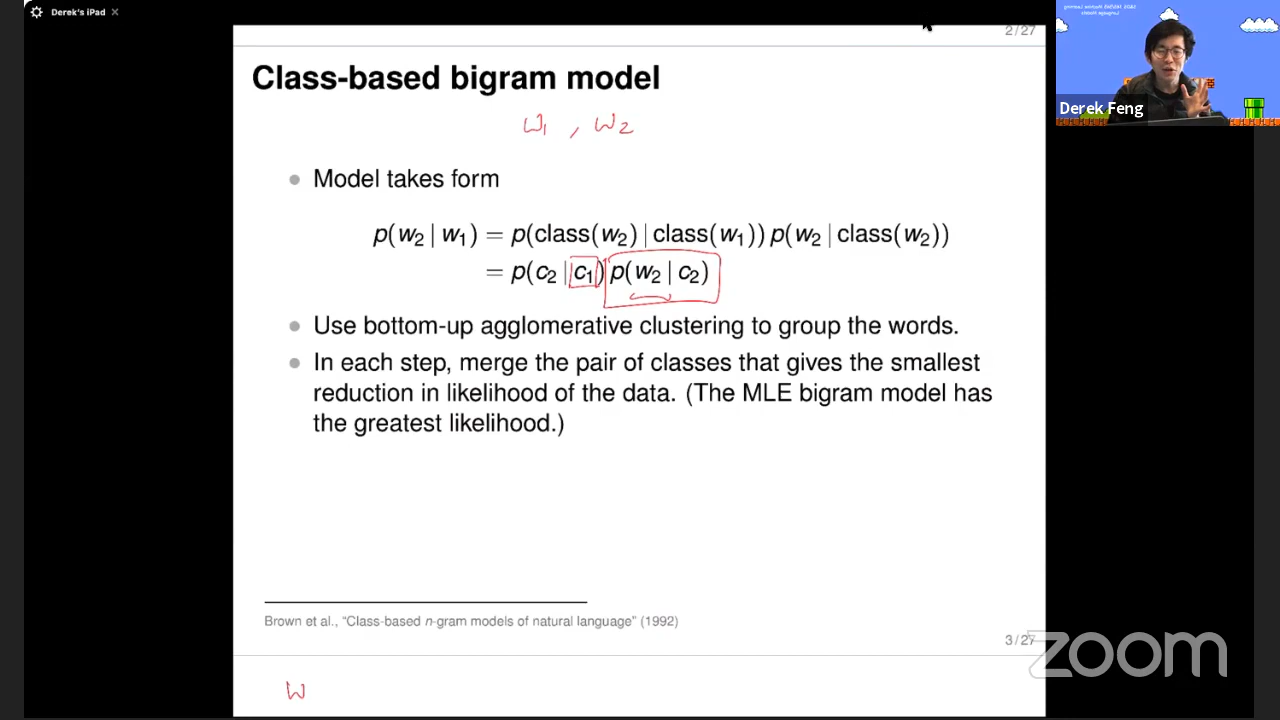 Derek's iPad
2/27
Class-based bigram model
w₁ , w₂
Model takes form
p(w₂ | w₁) = p(class(w₂) | class(w₁)) p(w₂ | class(w₂))
= p(c₂ | c₁) p(w₂ | c₂)
Use bottom-up agglomerative clustering to group the words.
In each step, merge the pair of classes that gives the smallest
reduction in likelihood of the data. (The MLE bigram model has
the greatest likelihood.)
Brown et al., “Class-based n-gram models of natural language” (1992)
3/27
w
Derek Feng
zoom